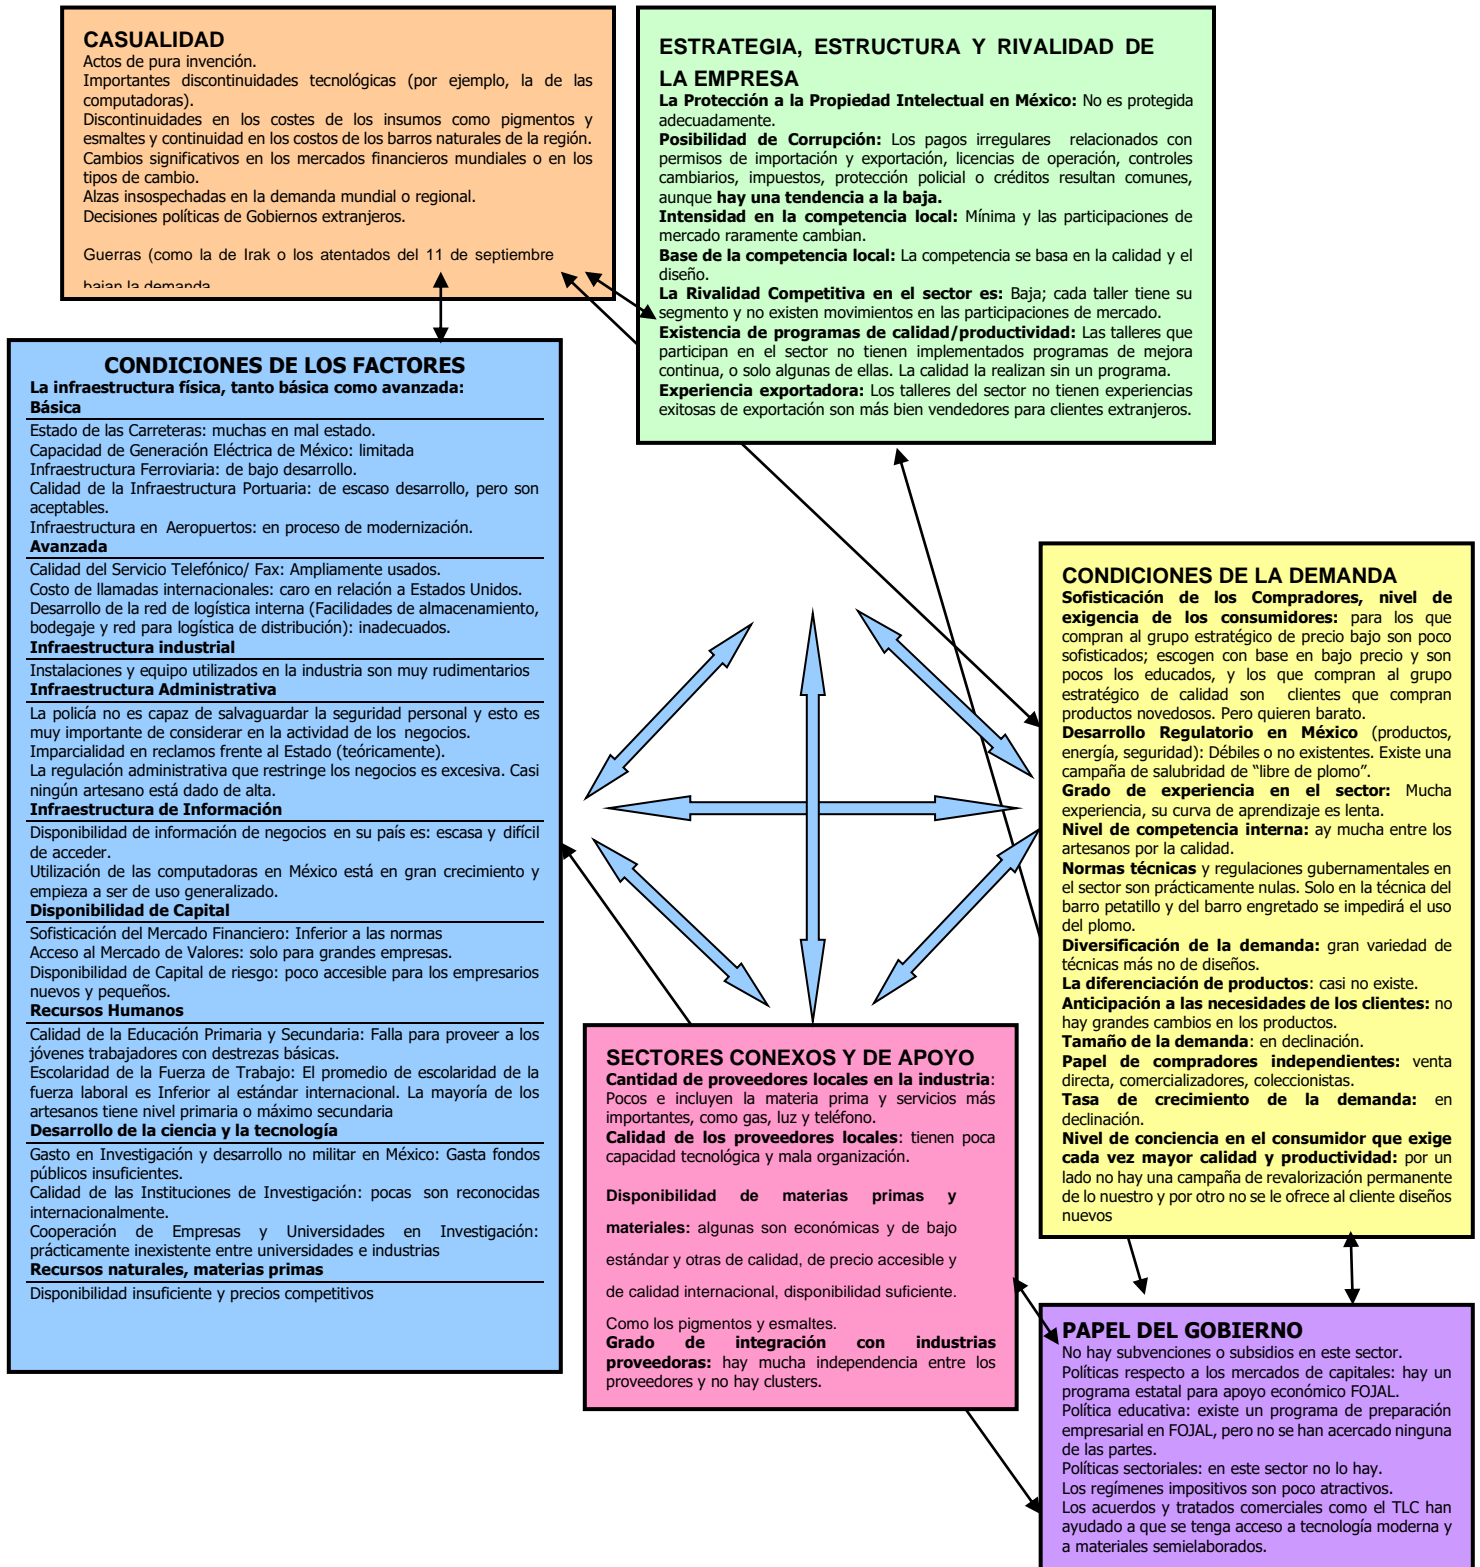 CASUALIDAD
Actos de pura invención.
Importantes discontinuidades tecnológicas (por ejemplo, la de las
computadoras).
Discontinuidades en los costes de los insumos como pigmentos y
esmaltes y continuidad en los costos de los barros naturales de la región.
Cambios significativos en los mercados financieros mundiales o en los
tipos de cambio.
Alzas insospechadas en la demanda mundial o regional.
Decisiones políticas de Gobiernos extranjeros.
Guerras (como la de Irak o los atentados del 11 de septiembre
bajan la demanda
ESTRATEGIA, ESTRUCTURA Y RIVALIDAD DE
LA EMPRESA
La Protección a la Propiedad Intelectual en México: No es protegida
adecuadamente.
Posibilidad de Corrupción: Los pagos irregulares relacionados con
permisos de importación y exportación, licencias de operación, controles
cambiarios, impuestos, protección policial o créditos resultan comunes,
aunque hay una tendencia a la baja.
Intensidad en la competencia local: Mínima y las participaciones de
mercado raramente cambian.
Base de la competencia local: La competencia se basa en la calidad y el
diseño.
La Rivalidad Competitiva en el sector es: Baja; cada taller tiene su
segmento y no existen movimientos en las participaciones de mercado.
Existencia de programas de calidad/productividad: Las talleres que
participan en el sector no tienen implementados programas de mejora
continua, o solo algunas de ellas. La calidad la realizan sin un programa.
Experiencia exportadora: Los talleres del sector no tienen experiencias
exitosas de exportación son más bien vendedores para clientes extranjeros.
CONDICIONES DE LOS FACTORES
La infraestructura física, tanto básica como avanzada:
Básica
Estado de las Carreteras: muchas en mal estado.
Capacidad de Generación Eléctrica de México: limitada
Infraestructura Ferroviaria: de bajo desarrollo.
Calidad de la Infraestructura Portuaria: de escaso desarrollo, pero son
aceptables.
Infraestructura en Aeropuertos: en proceso de modernización.
Avanzada
Calidad del Servicio Telefónico/ Fax: Ampliamente usados.
Costo de llamadas internacionales: caro en relación a Estados Unidos.
Desarrollo de la red de logística interna (Facilidades de almacenamiento,
bodegaje y red para logística de distribución): inadecuados.
Infraestructura industrial
Instalaciones y equipo utilizados en la industria son muy rudimentarios
Infraestructura Administrativa
La policía no es capaz de salvaguardar la seguridad personal y esto es
muy importante de considerar en la actividad de los negocios.
Imparcialidad en reclamos frente al Estado (teóricamente).
La regulación administrativa que restringe los negocios es excesiva. Casi
ningún artesano está dado de alta.
Infraestructura de Información
Disponibilidad de información de negocios en su país es: escasa y difícil
de acceder.
Utilización de las computadoras en México está en gran crecimiento y
empieza a ser de uso generalizado.
Disponibilidad de Capital
Sofisticación del Mercado Financiero: Inferior a las normas
Acceso al Mercado de Valores: solo para grandes empresas.
Disponibilidad de Capital de riesgo: poco accesible para los empresarios
nuevos y pequeños.
Recursos Humanos
Calidad de la Educación Primaria y Secundaria: Falla para proveer a los
jóvenes trabajadores con destrezas básicas.
Escolaridad de la Fuerza de Trabajo: El promedio de escolaridad de la
fuerza laboral es Inferior al estándar internacional. La mayoría de los
artesanos tiene nivel primaria o máximo secundaria
Desarrollo de la ciencia y la tecnología
Gasto en Investigación y desarrollo no militar en México: Gasta fondos
públicos insuficientes.
Calidad de las Instituciones de Investigación: pocas son reconocidas
internacionalmente.
Cooperación de Empresas y Universidades en Investigación:
prácticamente inexistente entre universidades e industrias
Recursos naturales, materias primas
Disponibilidad insuficiente y precios competitivos
CONDICIONES DE LA DEMANDA
Sofisticación de los Compradores, nivel de
exigencia de los consumidores: para los que
compran al grupo estratégico de precio bajo son poco
sofisticados; escogen con base en bajo precio y son
pocos los educados, y los que compran al grupo
estratégico de calidad son clientes que compran
productos novedosos. Pero quieren barato.
Desarrollo Regulatorio en México (productos,
energía, seguridad): Débiles o no existentes. Existe una
campaña de salubridad de “libre de plomo”.
Grado de experiencia en el sector: Mucha
experiencia, su curva de aprendizaje es lenta.
Nivel de competencia interna: ay mucha entre los
artesanos por la calidad.
Normas técnicas y regulaciones gubernamentales en
el sector son prácticamente nulas. Solo en la técnica del
barro petatillo y del barro engretado se impedirá el uso
del plomo.
Diversificación de la demanda: gran variedad de
técnicas más no de diseños.
La diferenciación de productos: casi no existe.
Anticipación a las necesidades de los clientes: no
hay grandes cambios en los productos.
Tamaño de la demanda: en declinación.
Papel de compradores independientes: venta
directa, comercializadores, coleccionistas.
Tasa de crecimiento de la demanda: en
declinación.
Nivel de conciencia en el consumidor que exige
cada vez mayor calidad y productividad: por un
lado no hay una campaña de revalorización permanente
de lo nuestro y por otro no se le ofrece al cliente diseños
nuevos
SECTORES CONEXOS Y DE APOYO
Cantidad de proveedores locales en la industria:
Pocos e incluyen la materia prima y servicios más
importantes, como gas, luz y teléfono.
Calidad de los proveedores locales: tienen poca
capacidad tecnológica y mala organización.
Disponibilidad de materias primas y
materiales: algunas son económicas y de bajo
estándar y otras de calidad, de precio accesible y
de calidad internacional, disponibilidad suficiente.
Como los pigmentos y esmaltes.
Grado de integración con industrias
proveedoras: hay mucha independencia entre los
proveedores y no hay clusters.
PAPEL DEL GOBIERNO
No hay subvenciones o subsidios en este sector.
Políticas respecto a los mercados de capitales: hay un
programa estatal para apoyo económico FOJAL.
Política educativa: existe un programa de preparación
empresarial en FOJAL, pero no se han acercado ninguna
de las partes.
Políticas sectoriales: en este sector no lo hay.
Los regímenes impositivos son poco atractivos.
Los acuerdos y tratados comerciales como el TLC han
ayudado a que se tenga acceso a tecnología moderna y
a materiales semielaborados.